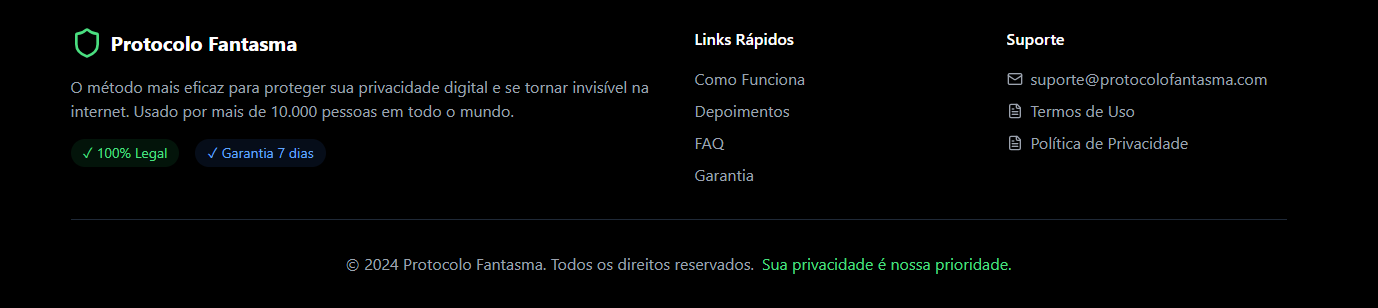 Protocolo Fantasma
O método mais eficaz para proteger sua privacidade digital e se tornar invisível na
internet. Usado por mais de 10.000 pessoas em todo o mundo.
✓ 100% Legal
✓ Garantia 7 dias
Links Rápidos
Como Funciona
Depoimentos
FAQ
Garantia
Suporte
suporte@protocolofantasma.com
Termos de Uso
Política de Privacidade
© 2024 Protocolo Fantasma. Todos os direitos reservados. Sua privacidade é nossa prioridade.